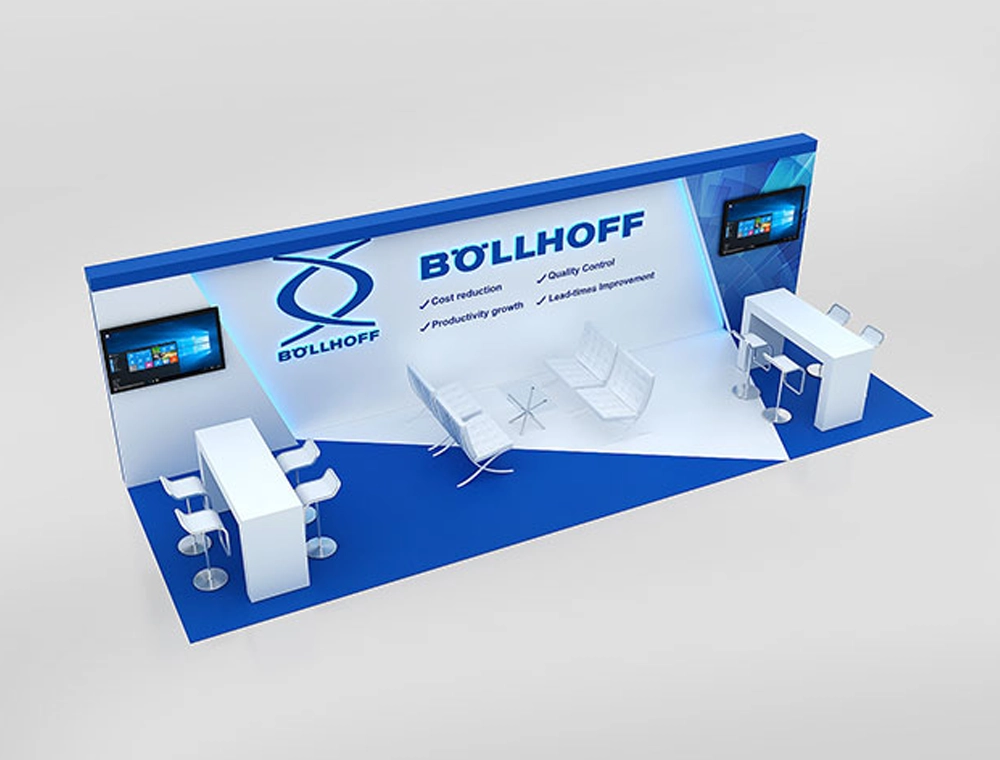 BÖLLHOFF
BÖLLHOFF
✓ Cost reduction
✓ Quality Control
✓ Productivity growth
✓ Lead-times Improvement